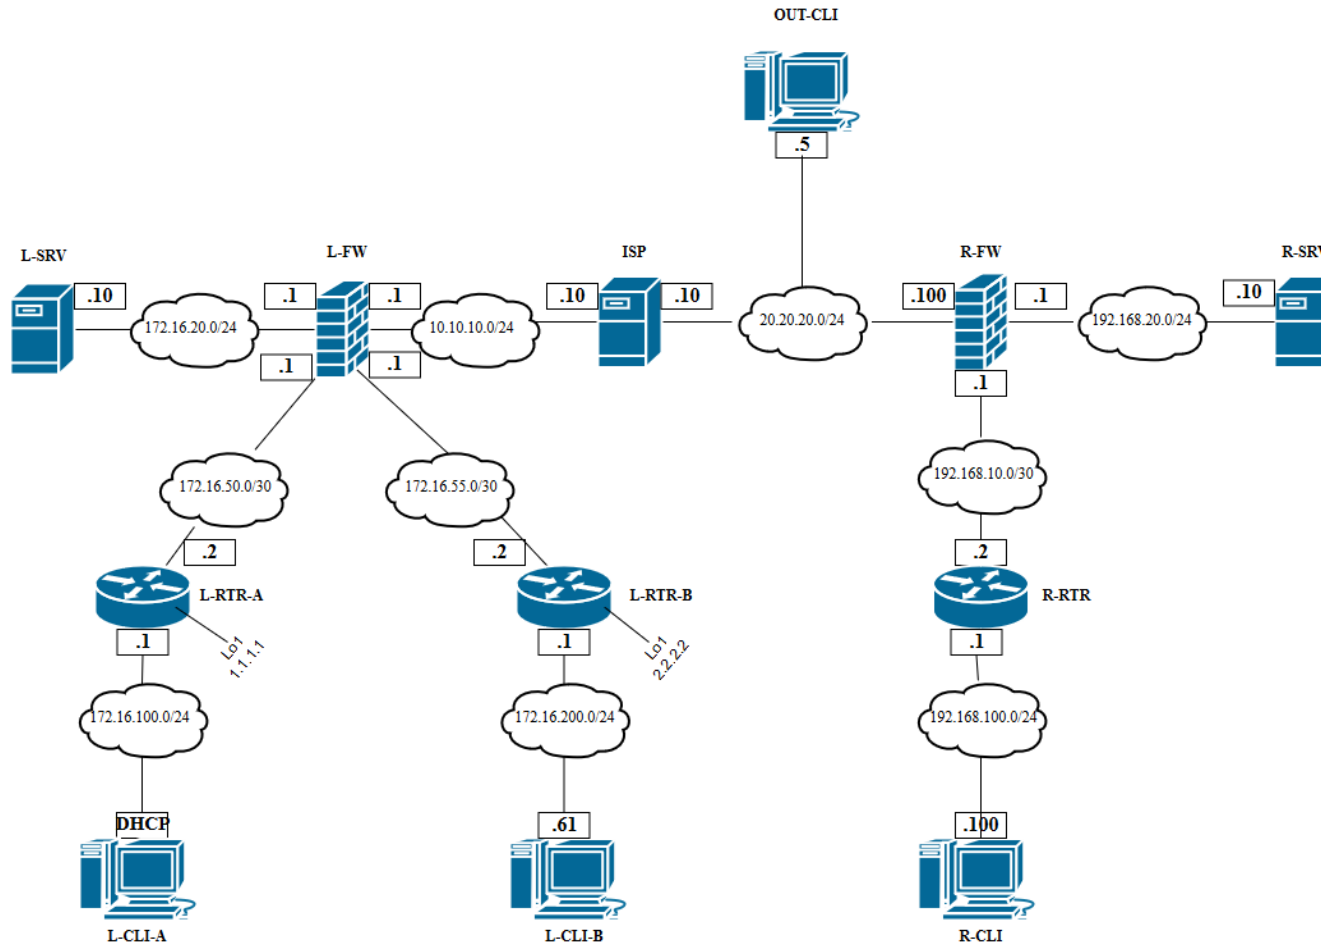 OUT-CLI
.5
L-SRV
L-FW
ISP
R-FW
R-SRV
.10
.1
.1
.10
.10
.100
.1
.10
172.16.20.0/24
10.10.10.0/24
20.20.20.0/24
192.168.20.0/24
.1
.1
.1
172.16.50.0/30
172.16.55.0/30
192.168.10.0/30
.2
.2
.2
L-RTR-A
L-RTR-B
R-RTR
.1
Lo1
1.1.1.1
.1
Lo1
2.2.2.2
.1
172.16.100.0/24
172.16.200.0/24
192.168.100.0/24
DHCP
.61
.100
L-CLI-A
L-CLI-B
R-CLI